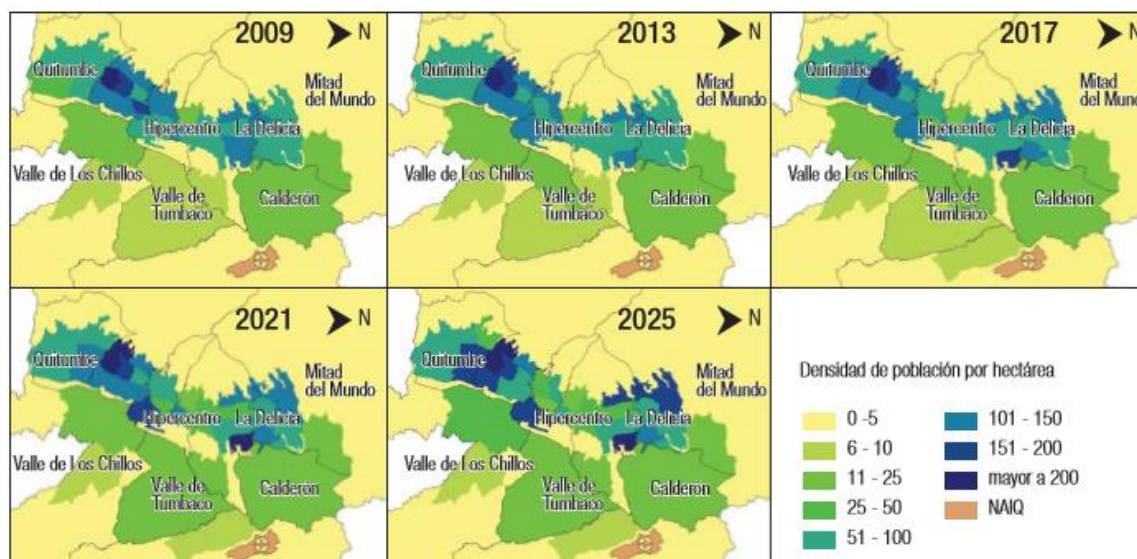 2009 N
Quitumbe
Mitad
del Mundo
Hipercentro La Delicia
Valle de Los Chillos
Valle de
Tumbaco
Calderón
2013 N
Quitumbe
Mitad
del Mundo
Hipercentro La Delicia
Valle de Los Chillos
Valle de
Tumbaco
Calderón
2017 N
Quitumbe
Mitad
del Mundo
Hipercentro La Delicia
Valle de Los Chillos
Valle de
Tumbaco
Calderón
2021 N
Quitumbe
Mitad
del Mundo
Hipercentro La Delicia
Valle de Los Chillos
Valle de
Tumbaco
Calderón
2025 N
Quitumbe
Mitad
del Mundo
Hipercentro La Delicia
Valle de Los Chillos
Valle de
Tumbaco
Calderón
Densidad de población por hectárea
0 -5
6 - 10
11 - 25
25 - 50
51 - 100
101 - 150
151 - 200
mayor a 200
NAIQ